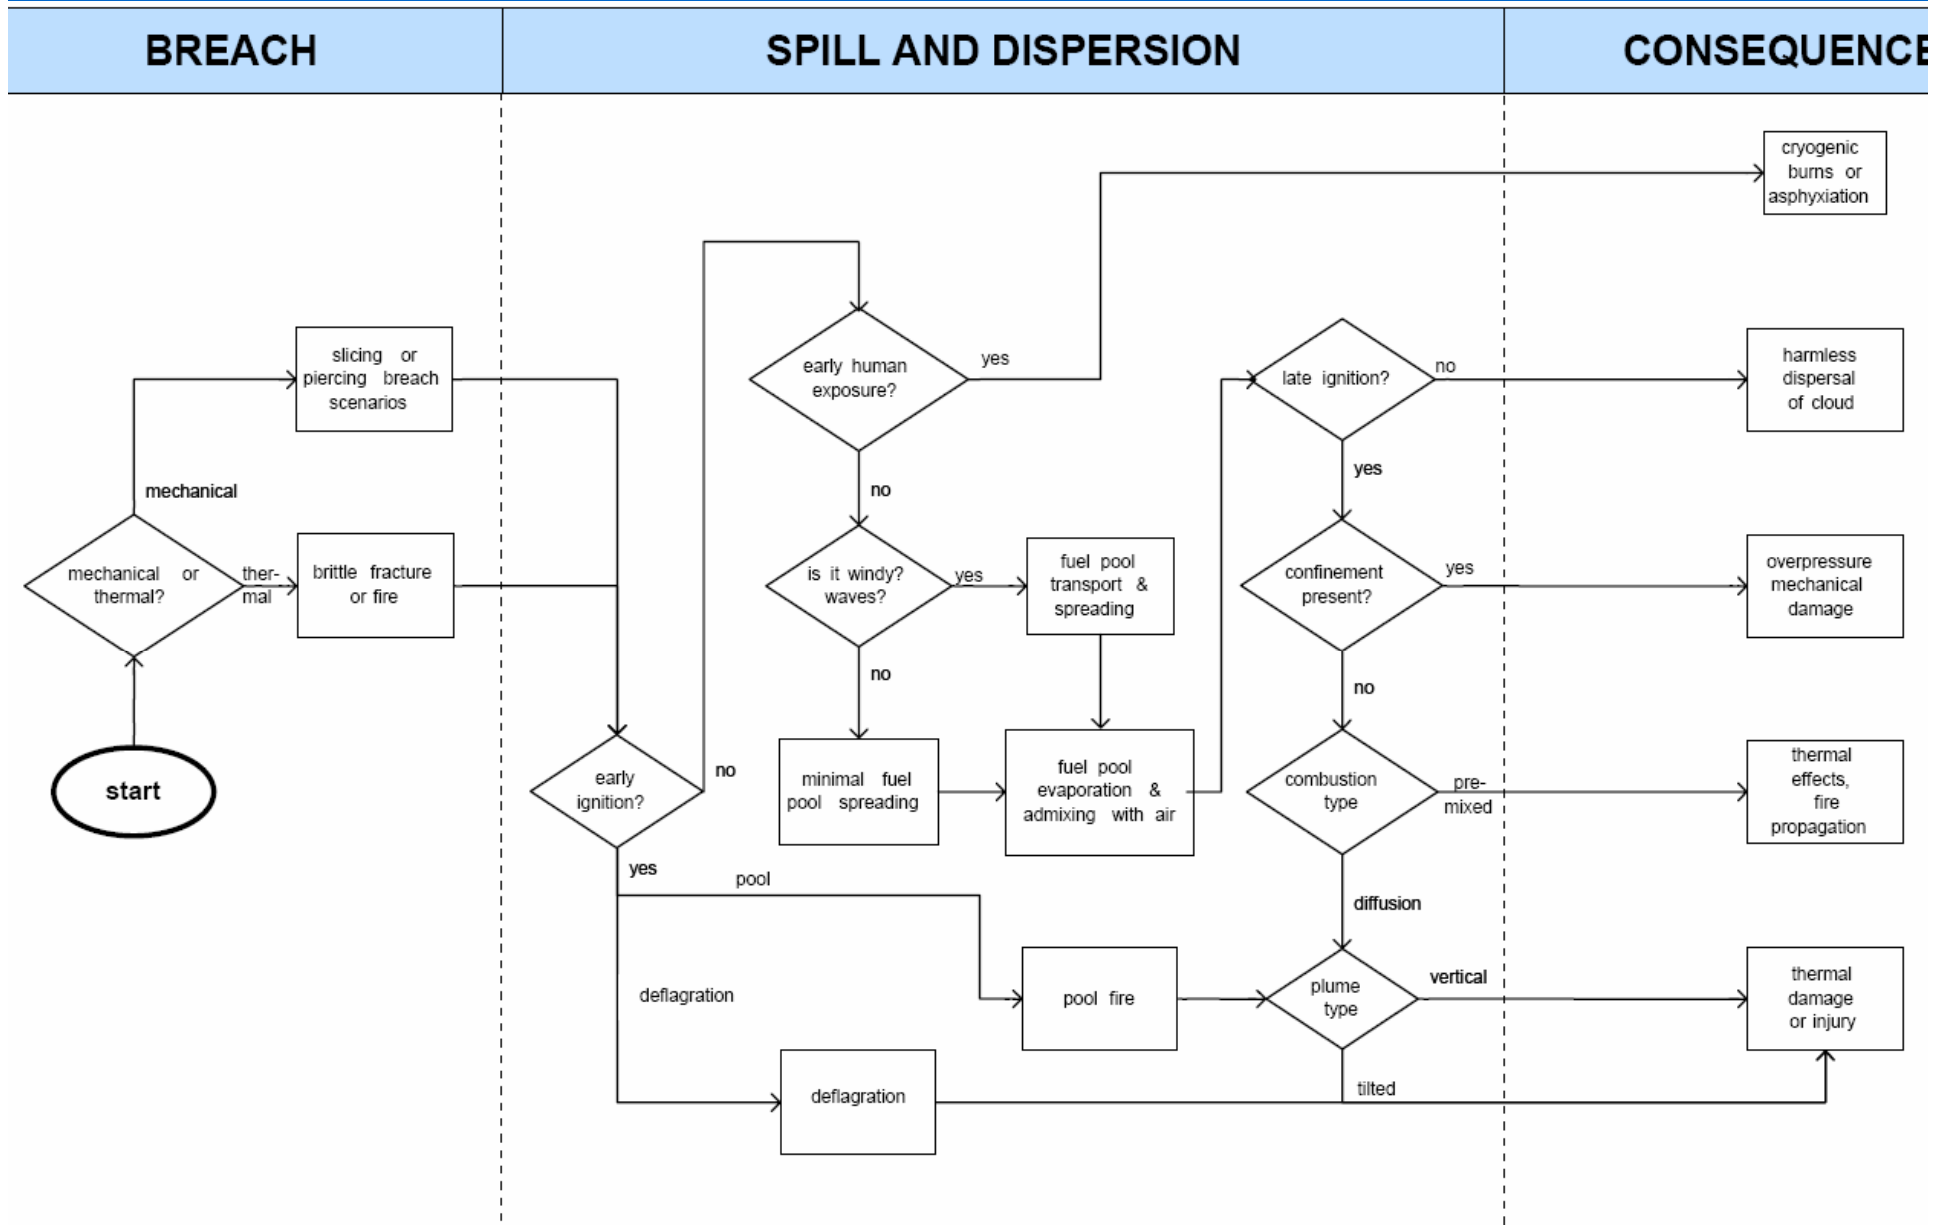 BREACH
SPILL AND DISPERSION
CONSEQUENCE
cryogenic
burns or
asphyxiation
slicing or
piercing breach
scenarios
early human
exposure?
yes
late ignition?
no
harmless
dispersal
of cloud
mechanical
no
yes
mechanical or
thermal?
ther-
mal
brittle fracture
or fire
is it windy?
waves?
yes
fuel pool
transport &
spreading
confinement
present?
yes
overpressure
mechanical
damage
no
no
start
early
ignition?
no
minimal fuel
pool spreading
fuel pool
evaporation &
admixing with air
combustion
type
pre-
mixed
thermal
effects,
fire
propagation
yes
pool
diffusion
deflagration
pool fire
plume
type
vertical
thermal
damage
or injury
deflagration
tilted